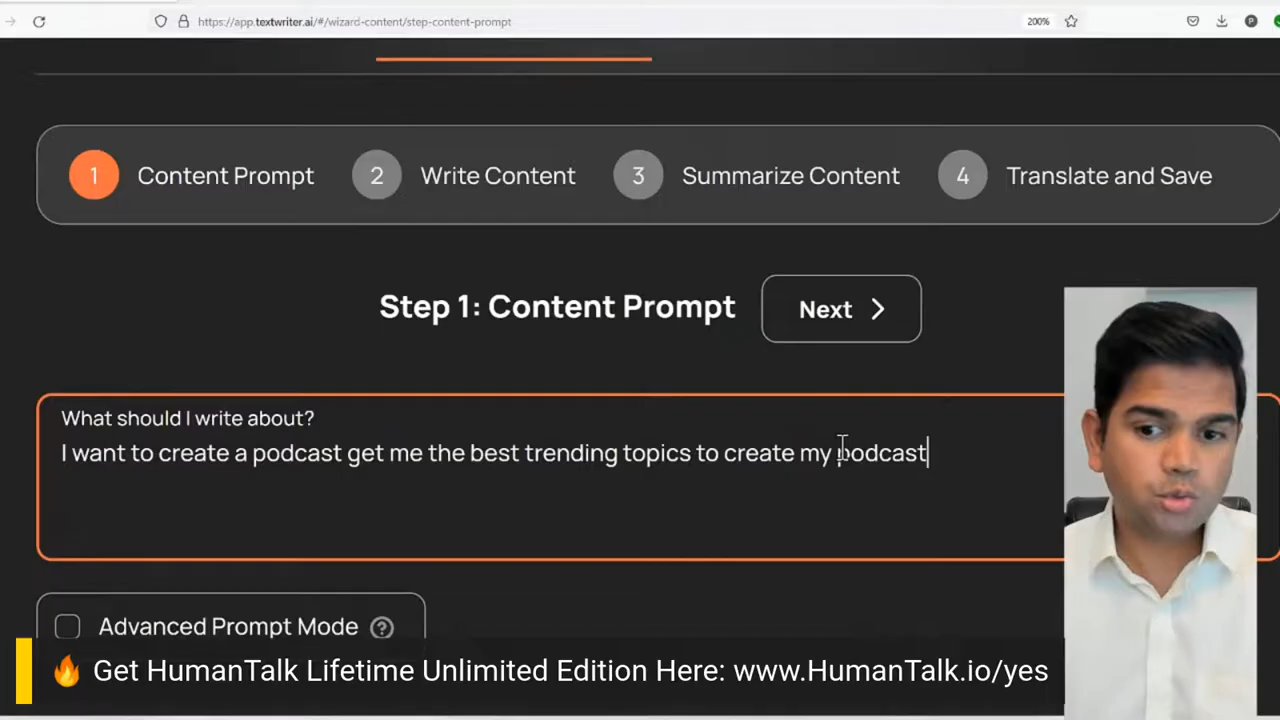 https://app.textwriter.ai/#/wizard-content/step-content-prompt
200%
1 Content Prompt 2 Write Content 3 Summarize Content 4 Translate and Save
Step 1: Content Prompt Next
What should I write about?
I want to create a podcast get me the best trending topics to create my podcast
Advanced Prompt Mode ?
🔥 Get HumanTalk Lifetime Unlimited Edition Here: www.HumanTalk.io/yes